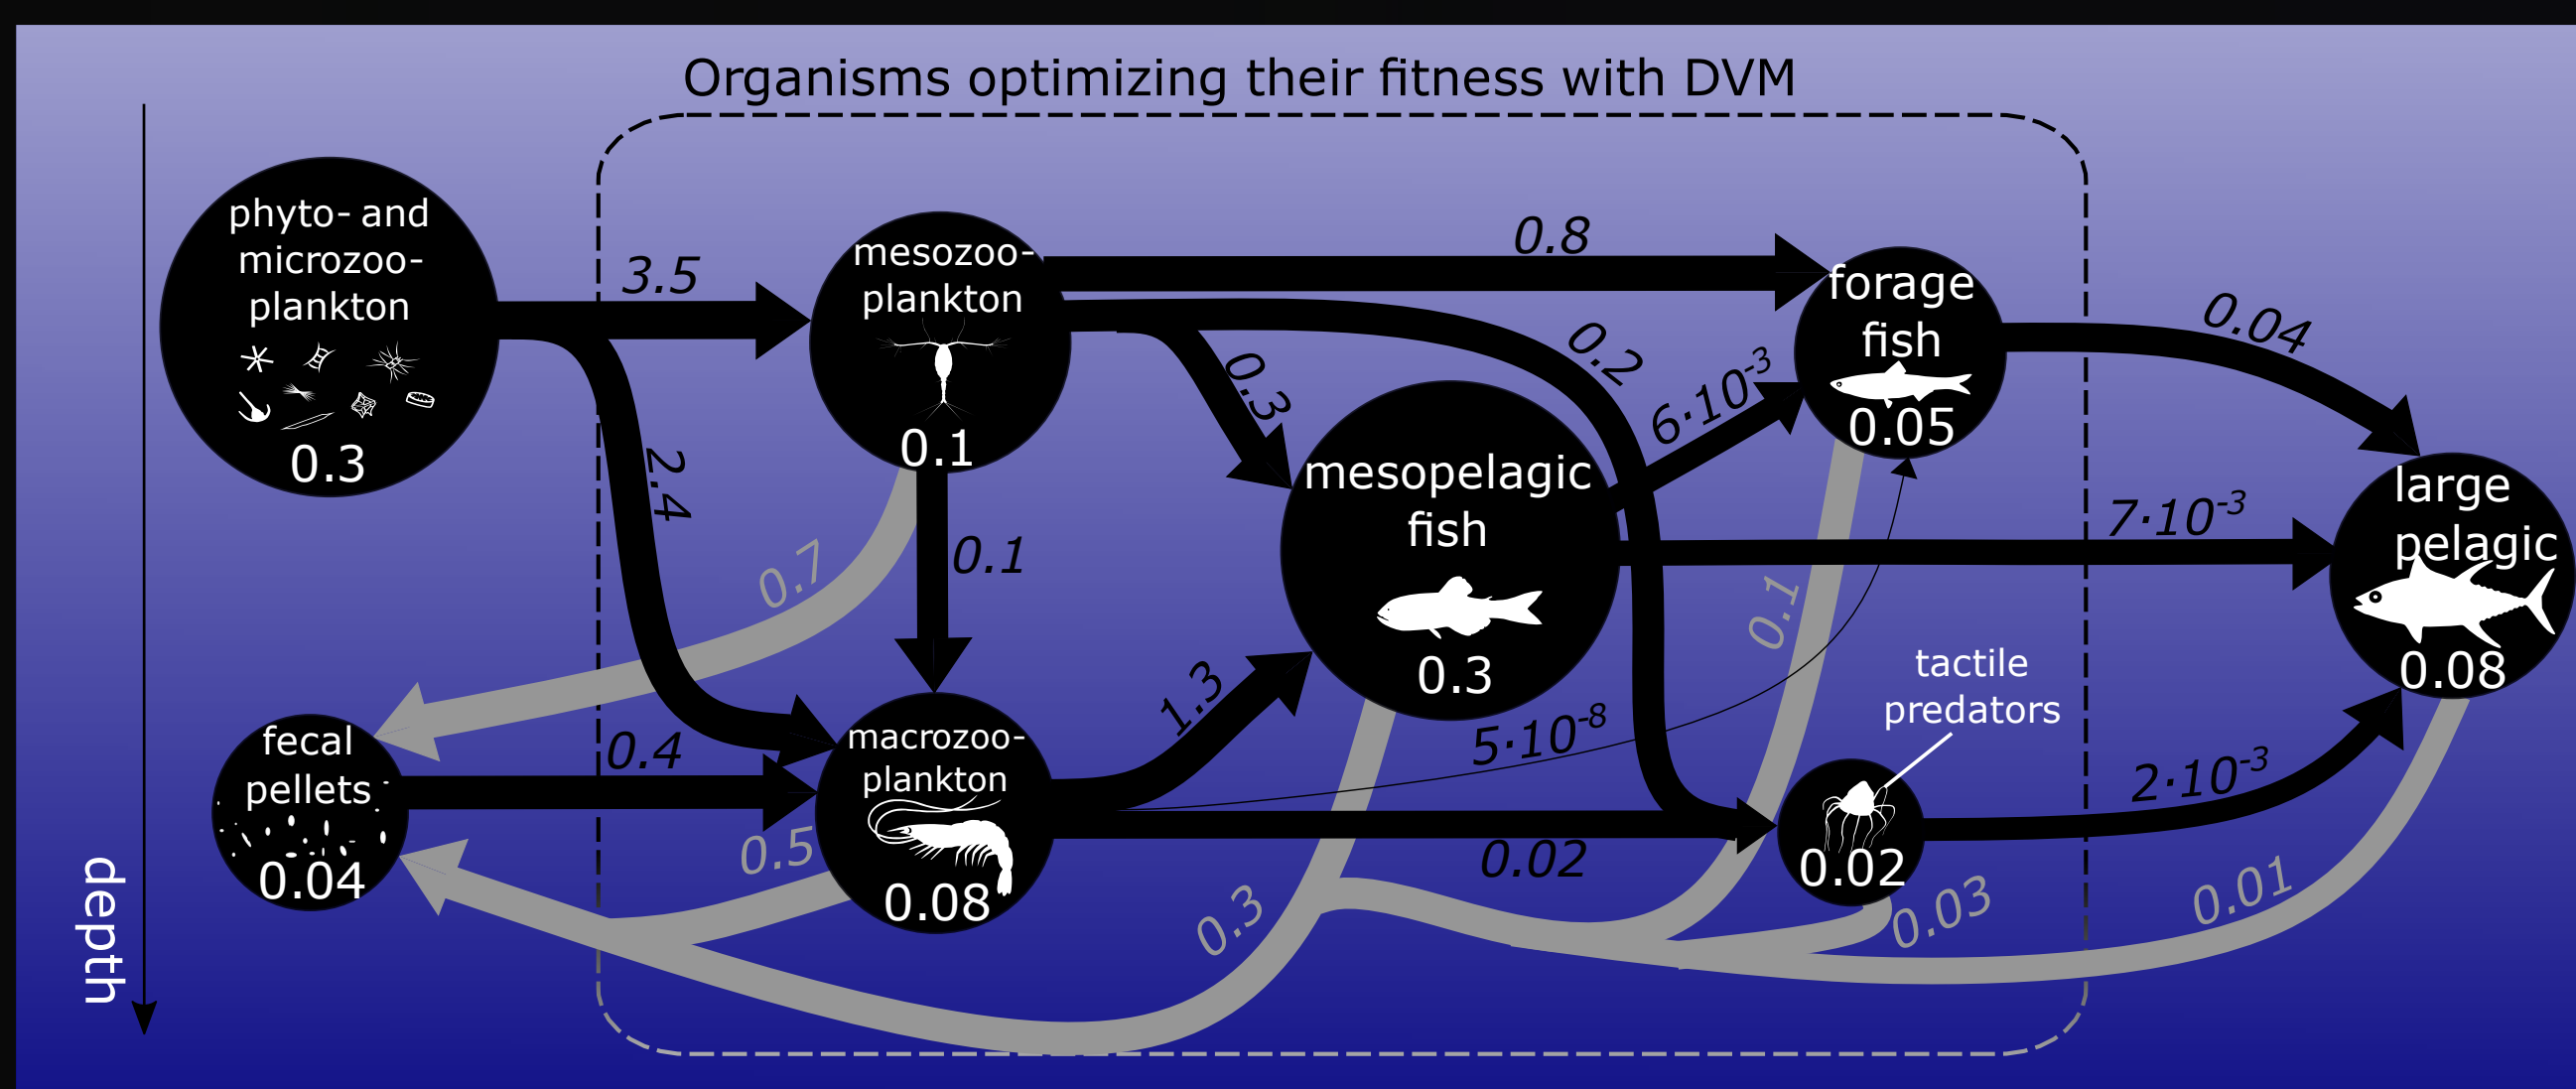 Organisms optimizing their fitness with DVM
phyto- and
microzoo-
plankton
0.3
3.5
2.4
mesozoo-
plankton
0.1
0.8
0.2
0.3
0.1
0.7
forage
fish
0.05
6·10⁻³
0.04
mesopelagic
fish
0.3
7·10⁻³
large
pelagic
0.08
0.1
tactile
predators
0.02
2·10⁻³
fecal
pellets
0.04
0.4
macrozoo-
plankton
0.08
1.3
5·10⁻⁸
0.02
0.5
0.3
0.03
0.01
depth